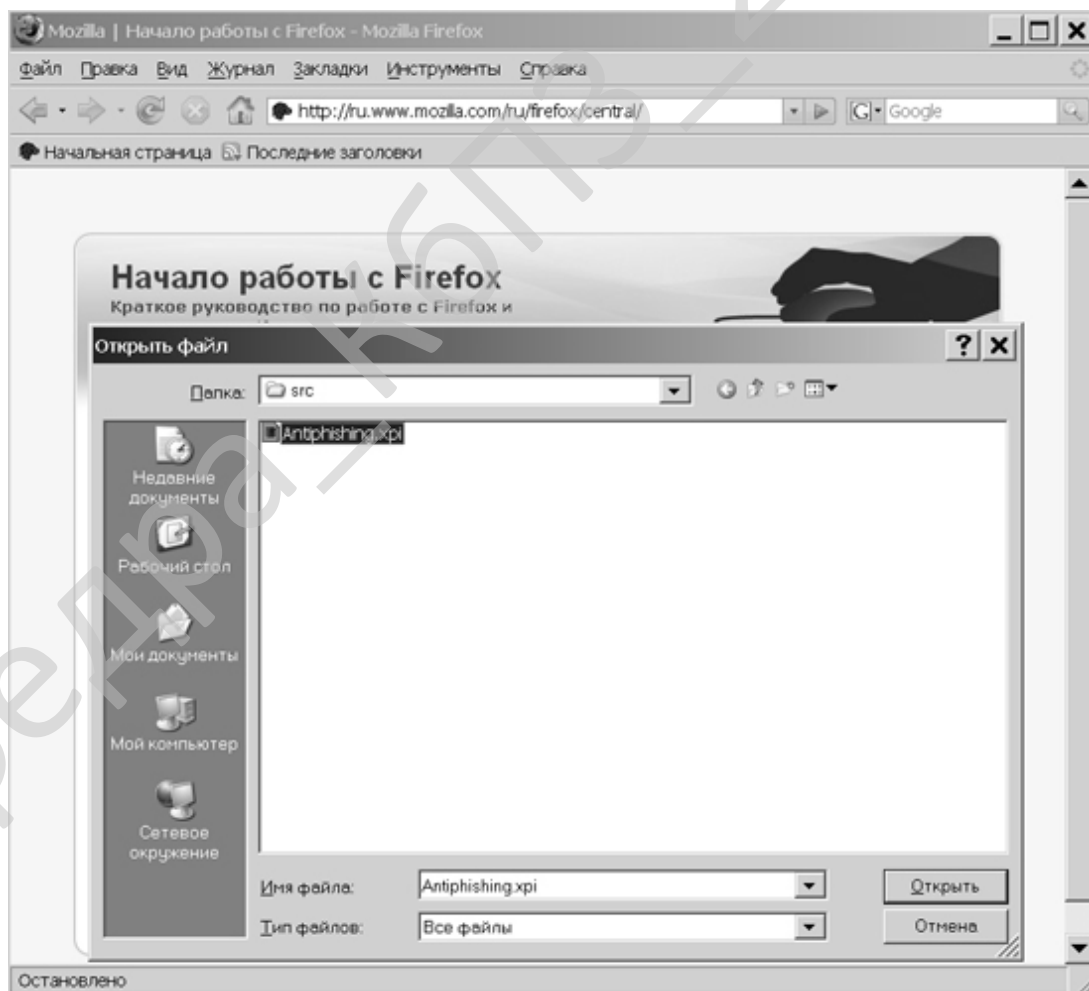 Mozilla | Начало работы с Firefox - Mozilla Firefox
Файл Правка Вид Журнал Закладки Инструменты Справка
http://ru.www.mozilla.com/ru/firefox/central/
G Google
Начальная страница Последние заголовки
Начало работы с Firefox
Краткое руководство по работе с Firefox и
Открыть файл
Папка: src
Antiphishing.xpi
Недавние
документы
Рабочий стол
Мои документы
Мой компьютер
Сетевое
окружение
Имя файла: Antiphishing.xpi
Открыть
Тип файлов: Все файлы
Отмена
Остановлено
едра_КБПЗ_2